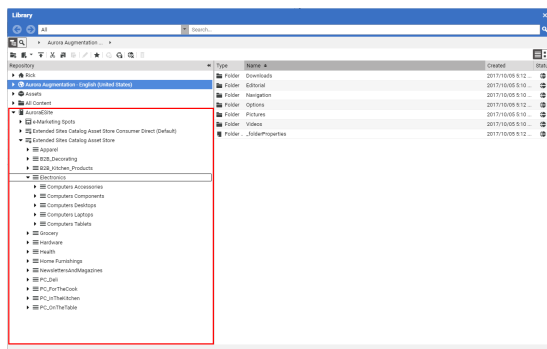 Library
All
Search...
Aurora Augmentation ...
Repository
Type Name Created Statu
Rick
Aurora Augmentation - English (United States)
Assets
All Content
AuroraESite
e-Marketing Spots
Extended Sites Catalog Asset Store Consumer Direct (Default)
Extended Sites Catalog Asset Store
Apparel
B2B_Decorating
B2B_Kitchen_Products
Electronics
Computers Accessories
Computers Components
Computers Desktops
Computers Laptops
Computers Tablets
Grocery
Hardware
Health
Home Furnishings
NewslettersAndMagazines
PC_Deli
PC_ForTheCook
PC_InTheKitchen
PC_OnTheTable
Folder Downloads 2017/10/05 5:12 ...
Folder Editorial 2017/10/05 5:10 ...
Folder Navigation 2017/10/05 5:10 ...
Folder Options 2017/10/05 5:12 ...
Folder Pictures 2017/10/05 5:10 ...
Folder Videos 2017/10/05 5:10 ...
Folder ... _folderProperties 2017/10/05 5:12 ...